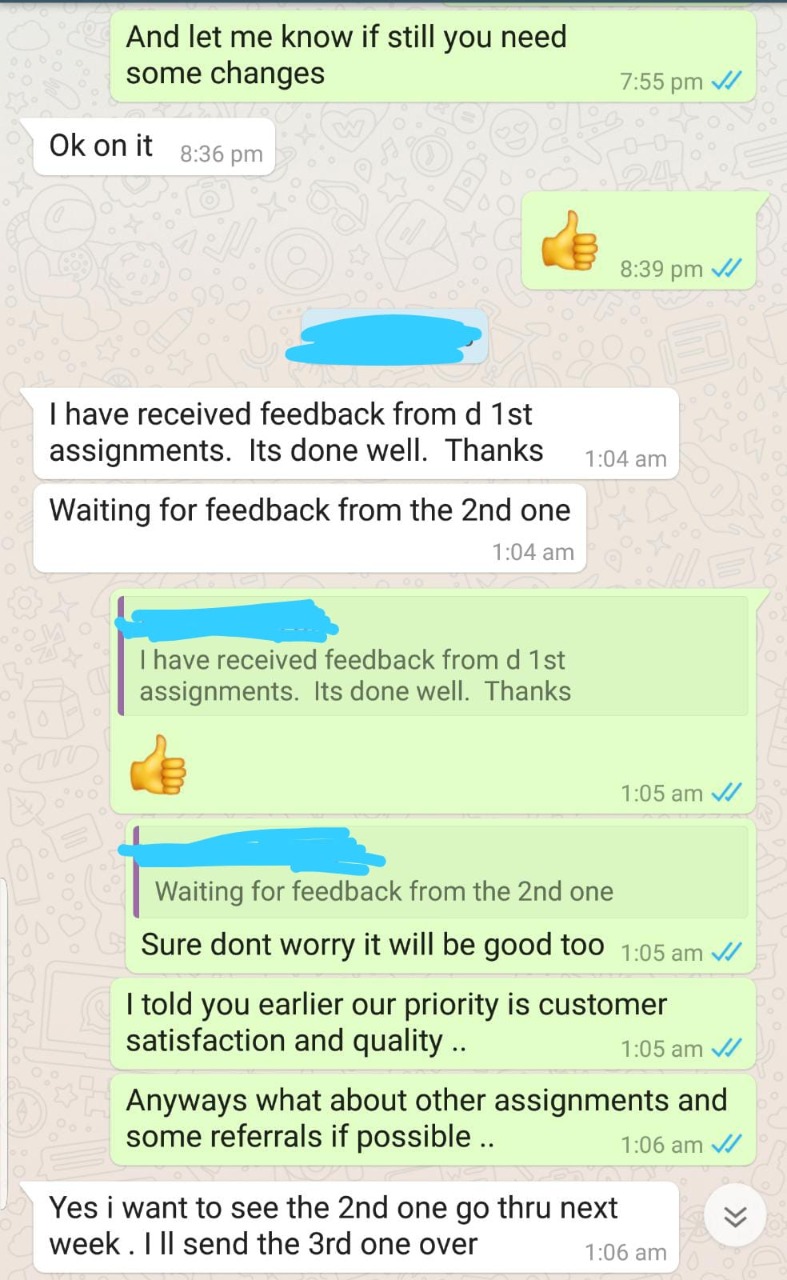 And let me know if still you need
some changes
7:55 pm
Ok on it 8:36 pm
8:39 pm
I have received feedback from d 1st
assignments.  Its done well.  Thanks 1:04 am
Waiting for feedback from the 2nd one
1:04 am
I have received feedback from d 1st
assignments.  Its done well.  Thanks
👍
1:05 am
Waiting for feedback from the 2nd one
Sure dont worry it will be good too 1:05 am
I told you earlier our priority is customer
satisfaction and quality .. 1:05 am
Anyways what about other assignments and
some referrals if possible .. 1:06 am
Yes i want to see the 2nd one go thru next
week . I ll send the 3rd one over 1:06 am